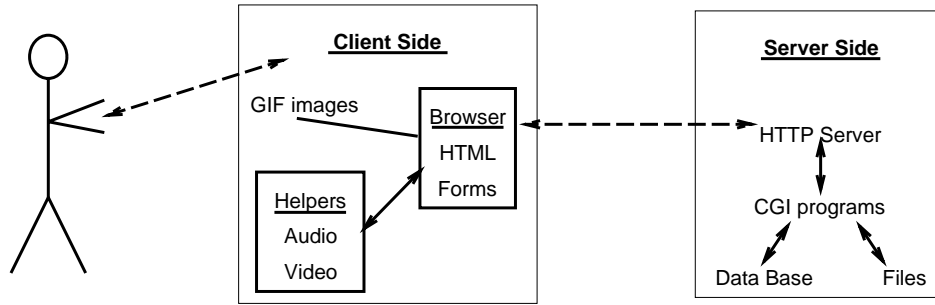 Client Side
GIF images
Browser
HTML
Forms
Helpers
Audio
Video
Server Side
HTTP Server
CGI programs
Data Base
Files